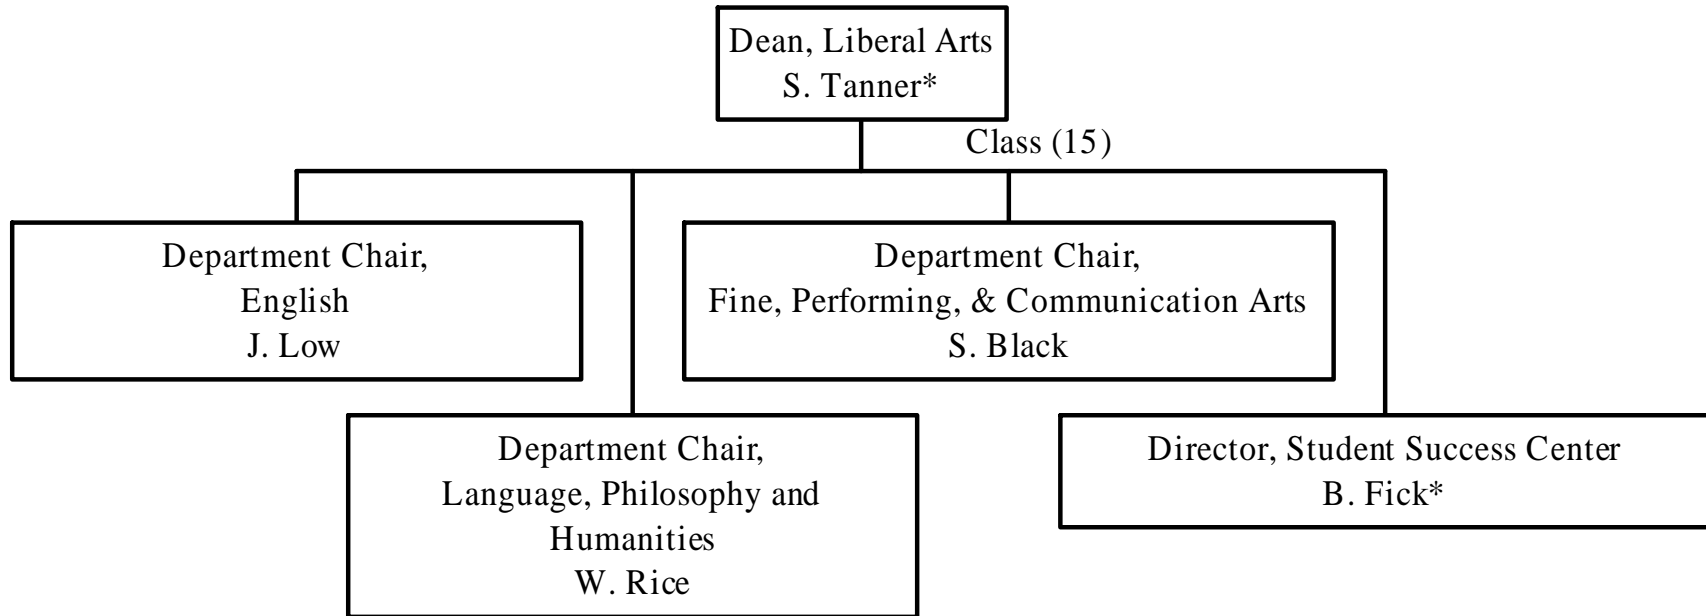 Dean, Liberal Arts
S. Tanner*
Class (15)
Department Chair,
English
J. Low
Department Chair,
Fine, Performing, & Communication Arts
S. Black
Department Chair,
Language, Philosophy and
Humanities
W. Rice
Director, Student Success Center
B. Fick*